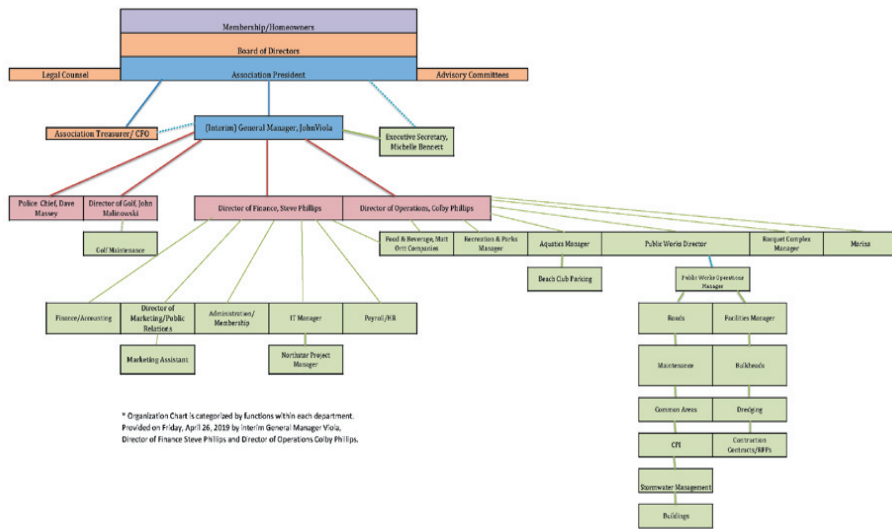 Membership/Homeowners
Board of Directors
Legal Counsel
Association President
Advisory Committees
Association Treasurer/ CFO
(Interim) General Manager, JohnViola
Executive Secretary,
Michelle Bennett
Police Chief, Dave
Massey
Director of Golf, John
Malinowski
Director of Finance, Steve Phillips
Director of Operations, Colby Phillips
Golf Maintenance
Food & Beverage, Matt
Ortt Companies
Recreation & Parks
Manager
Aquatics Manager
Public Works Director
Racquet Complex
Manager
Marina
Beach Club Parking
Public Works Operations
Manager
Finance/Accounting
Director of
Marketing/Public
Relations
Administration/
Membership
IT Manager
Payroll/HR
Roads
Facilities Manager
Marketing Assistant
Northstar Project
Manager
Maintenance
Bulkheads
Common Areas
Dredging
CPI
Contruction
Contracts/RFPs
Stormwater Management
Buildings
* Organization Chart is categorized by functions within each department.
Provided on Friday, April 26, 2019 by interim General Manager Viola,
Director of Finance Steve Phillips and Director of Operations Colby Phillips.